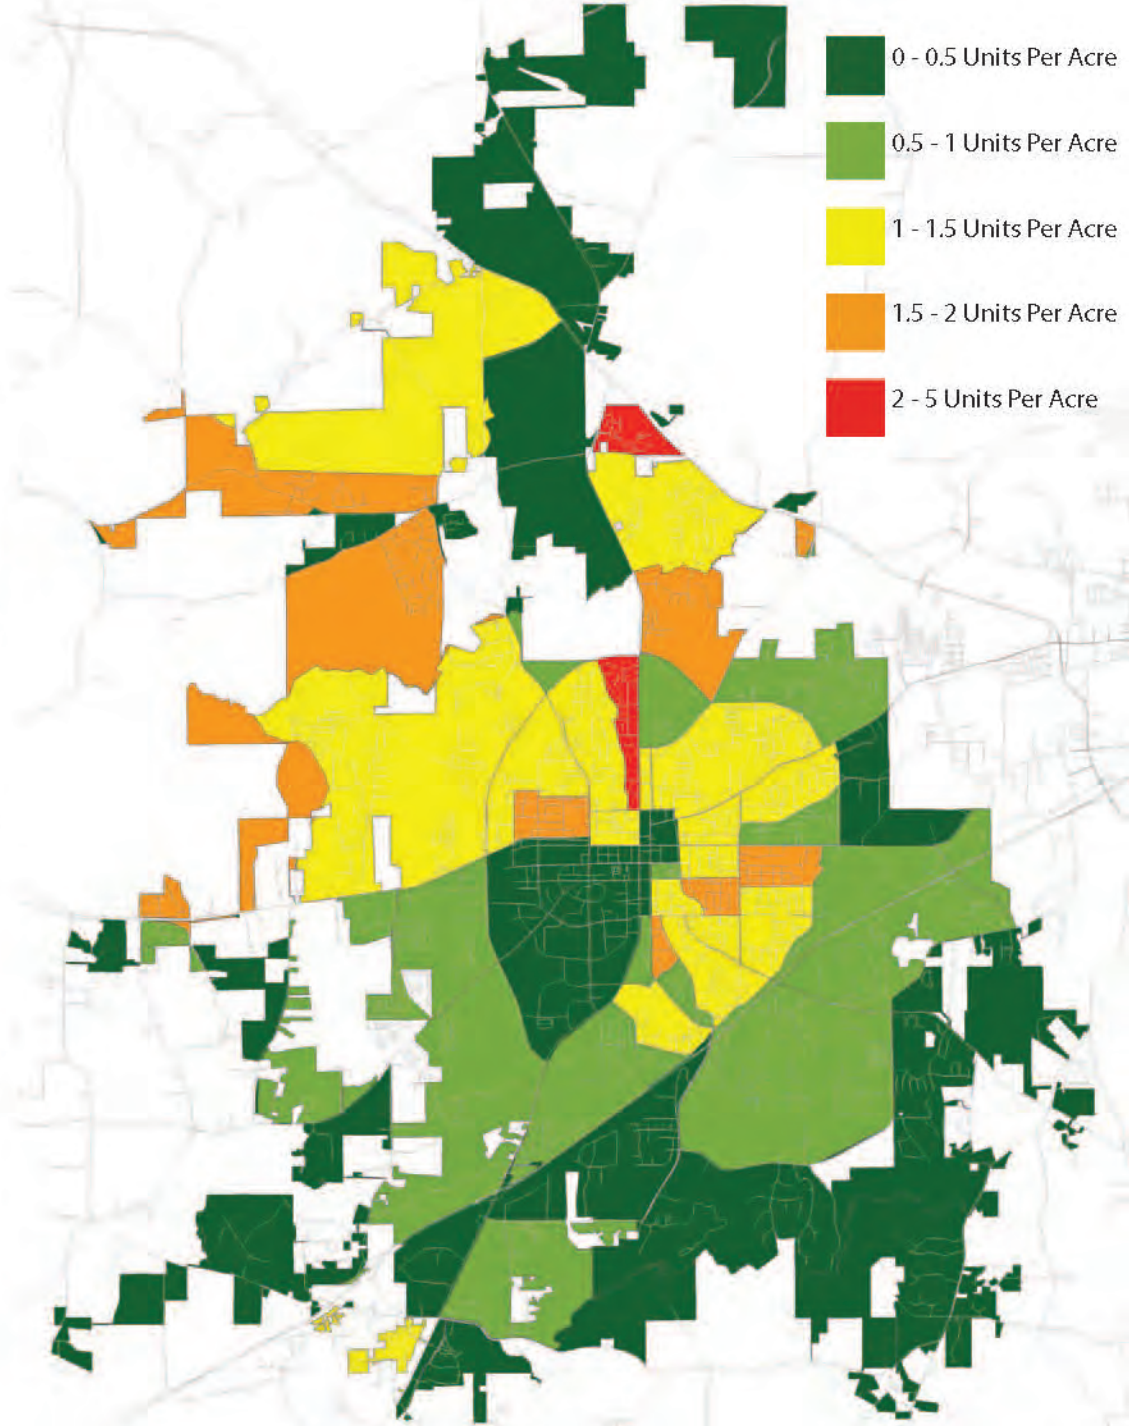 0 - 0.5 Units Per Acre
0.5 - 1 Units Per Acre
1 - 1.5 Units Per Acre
1.5 - 2 Units Per Acre
2 - 5 Units Per Acre